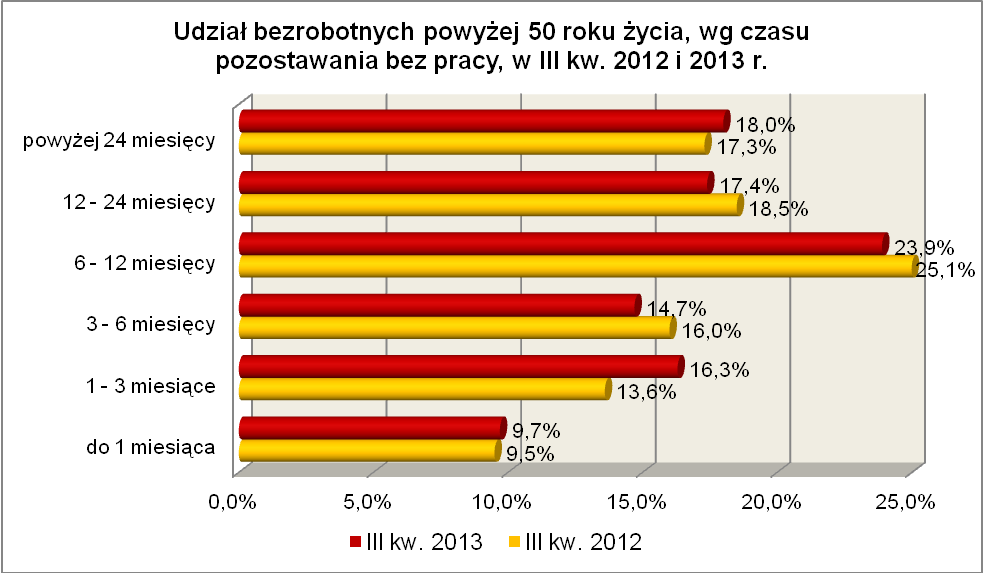 Udział bezrobotnych powyżej 50 roku życia, wg czasu
pozostawania bez pracy, w III kw. 2012 i 2013 r.
powyżej 24 miesięcy
18,0%
17,3%
12 - 24 miesięcy
17,4%
18,5%
6 - 12 miesięcy
23,9%
25,1%
3 - 6 miesięcy
14,7%
16,0%
1 - 3 miesiące
16,3%
13,6%
do 1 miesiąca
9,7%
9,5%
0,0% 5,0% 10,0% 15,0% 20,0% 25,0%
III kw. 2013 III kw. 2012